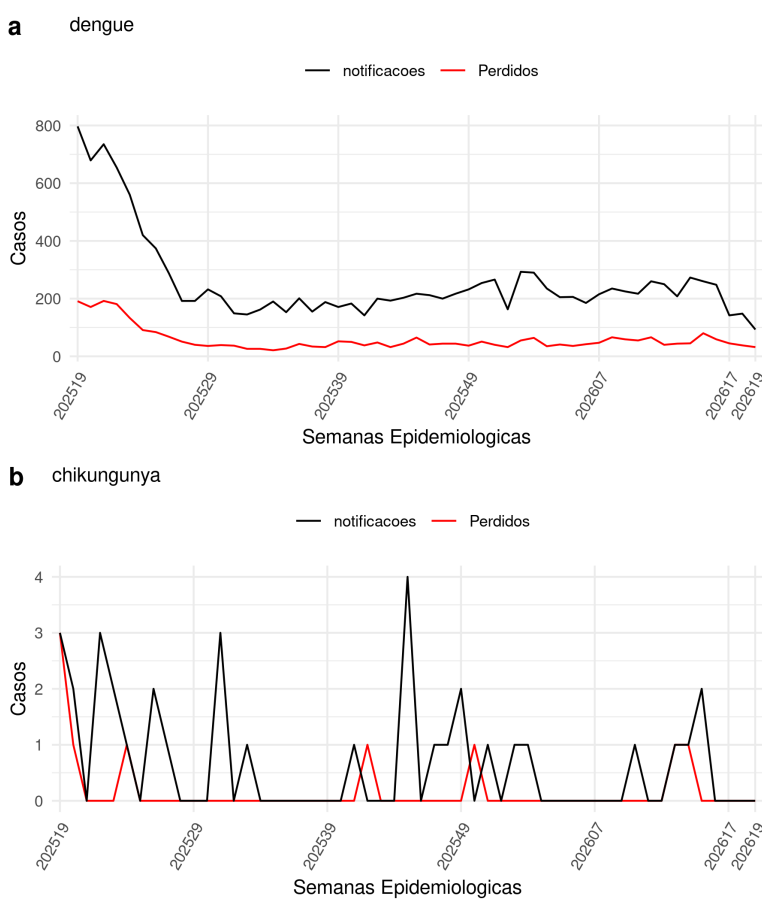 a dengue
notificacoes Perdidos
800
600
400
200
0
Casos
202519 202529 202539 202549 202607 202617 202619
Semanas Epidemiologicas
b chikungunya
notificacoes Perdidos
4
3
2
1
0
Casos
202519 202529 202539 202549 202607 202617 202619
Semanas Epidemiologicas